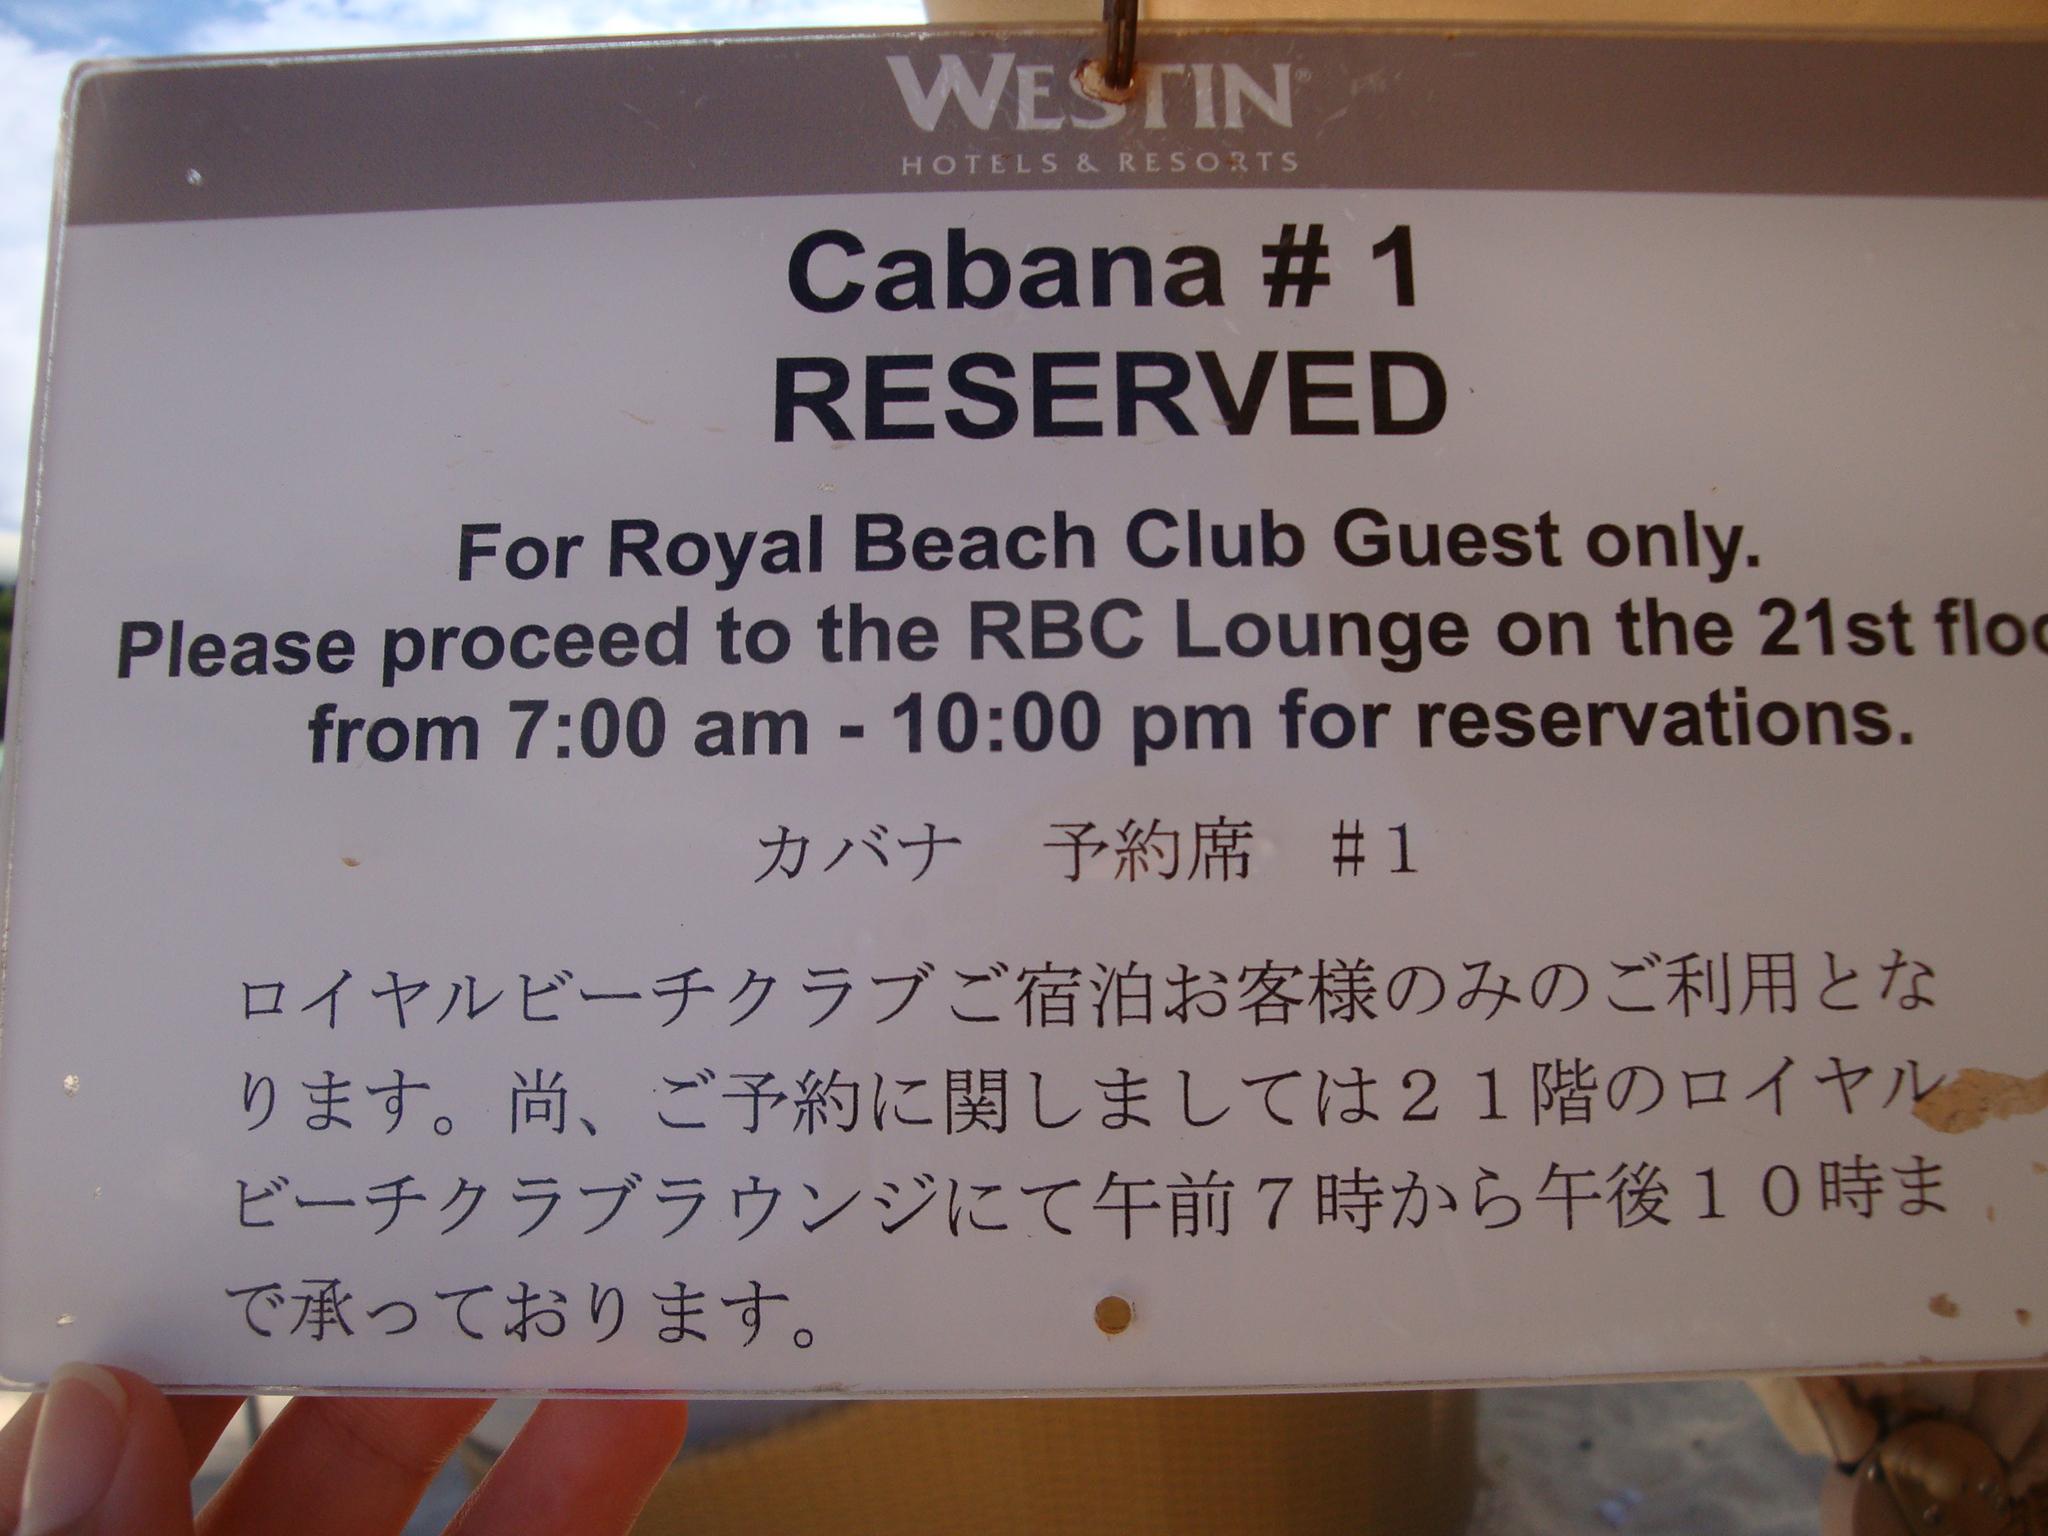 WESTIN®
HOTELS & RESORTS
Cabana # 1
RESERVED
For Royal Beach Club Guest only.
Please proceed to the RBC Lounge on the 21st floo
from 7:00 am - 10:00 pm for reservations.
カバナ　予約席　＃1
ロイヤルビーチクラブご宿泊お客様のみのご利用とな
ります。尚、ご予約に関しましては２１階のロイヤル
ビーチクラブラウンジにて午前７時から午後１０時ま
で承っております。